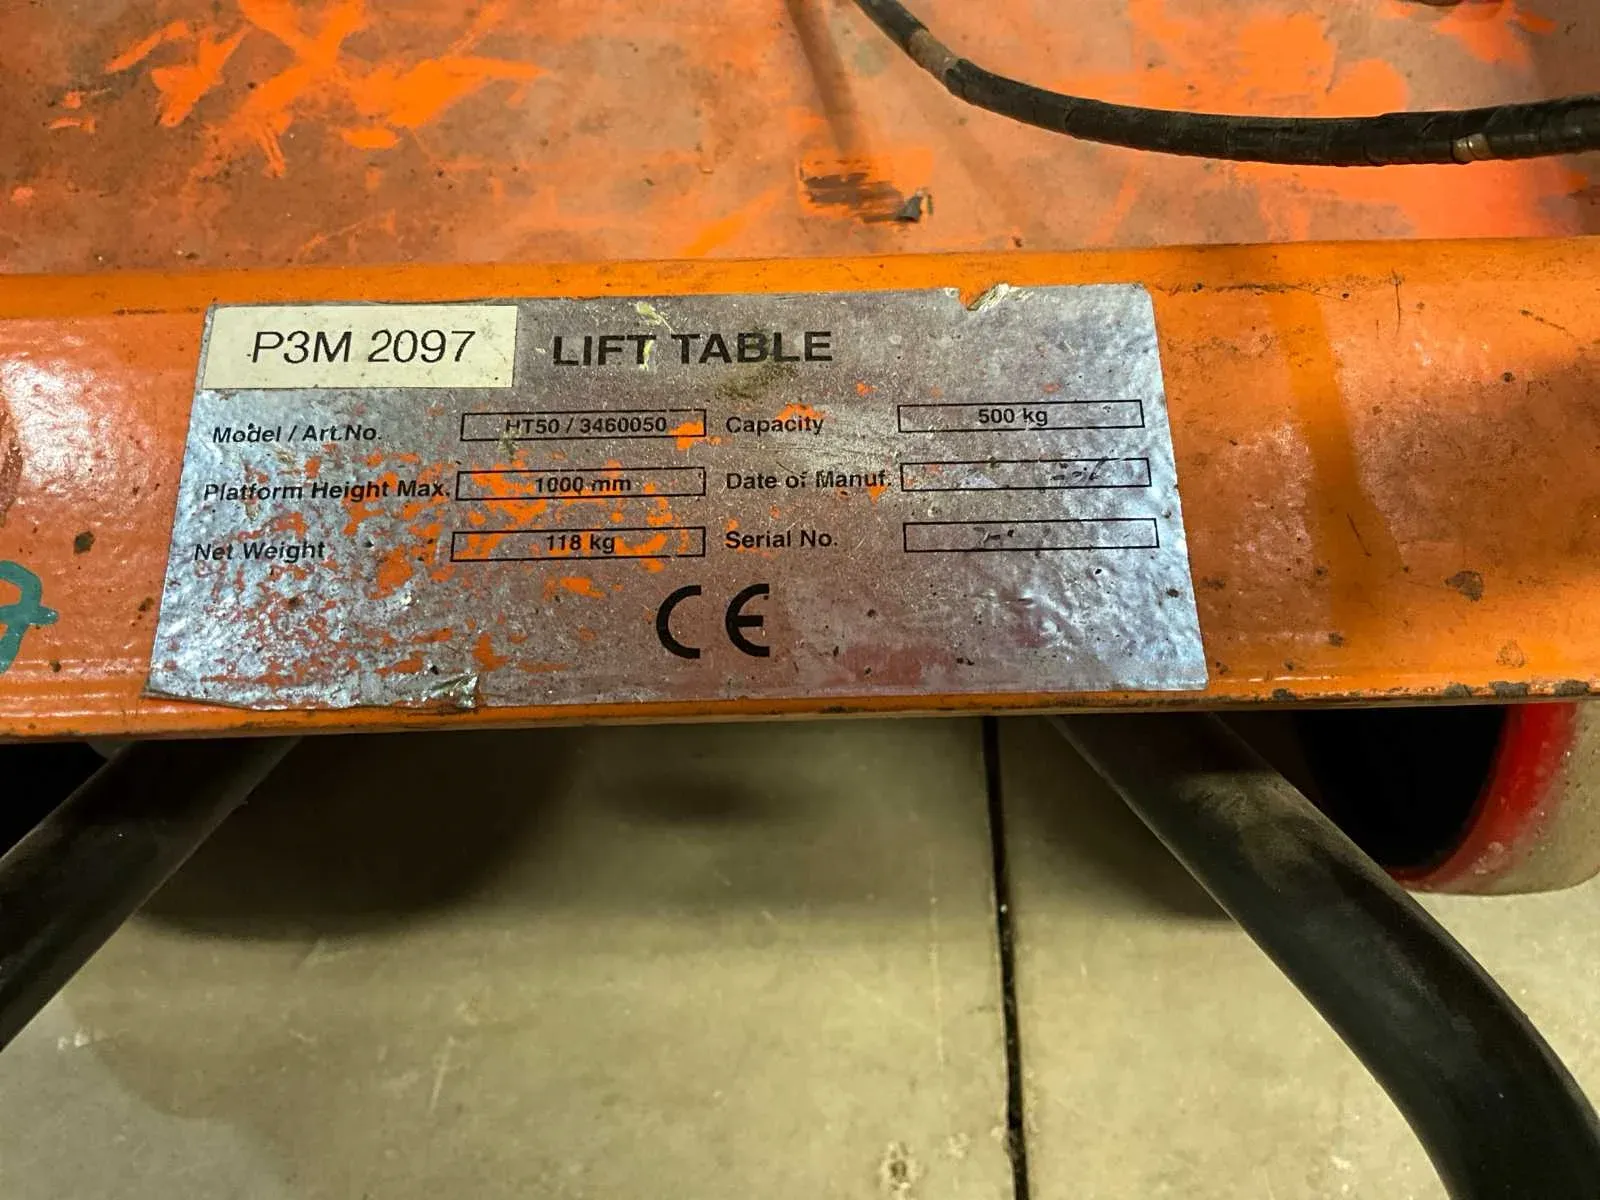 P3M 2097 LIFT TABLE
Model / Art.No. HT50 / 3460050 Capacity 500 kg
Platform Height Max. 1000 mm Date of Manuf.
Net Weight 118 kg Serial No.
CE